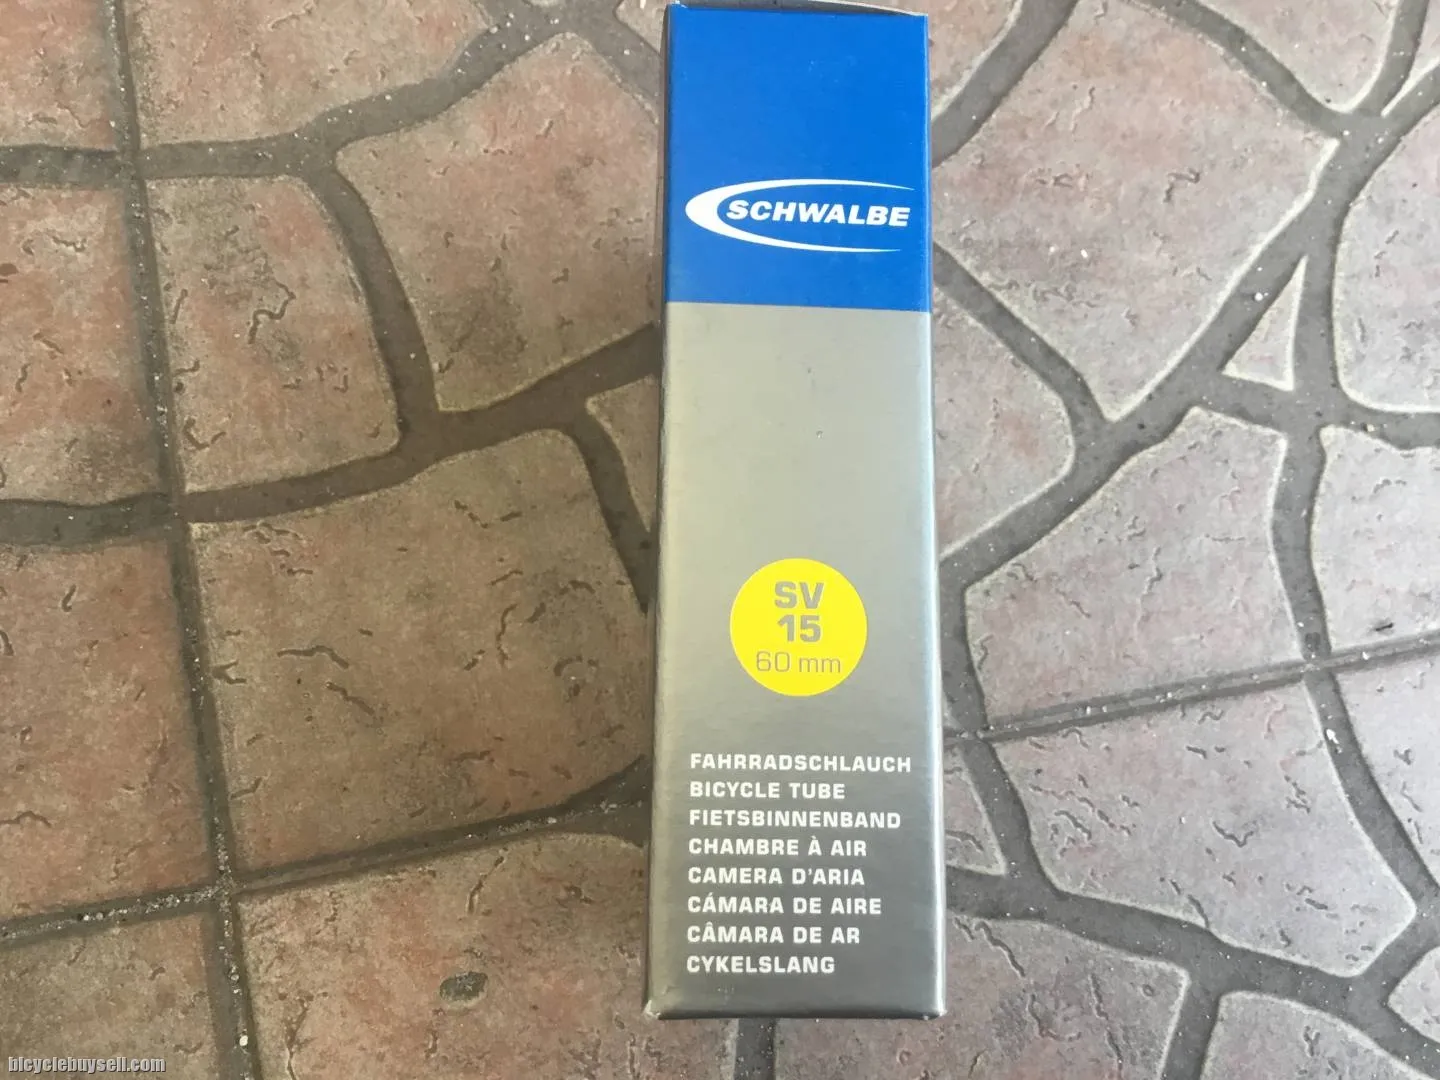 SCHWALBE
SV
15
60 mm
FAHRRADSCHLAUCH
BICYCLE TUBE
FIETSBINNENBAND
CHAMBRE À AIR
CAMERA D'ARIA
CÁMARA DE AIRE
CÂMARA DE AR
CYKELSLANG
bicyclebuysell.com